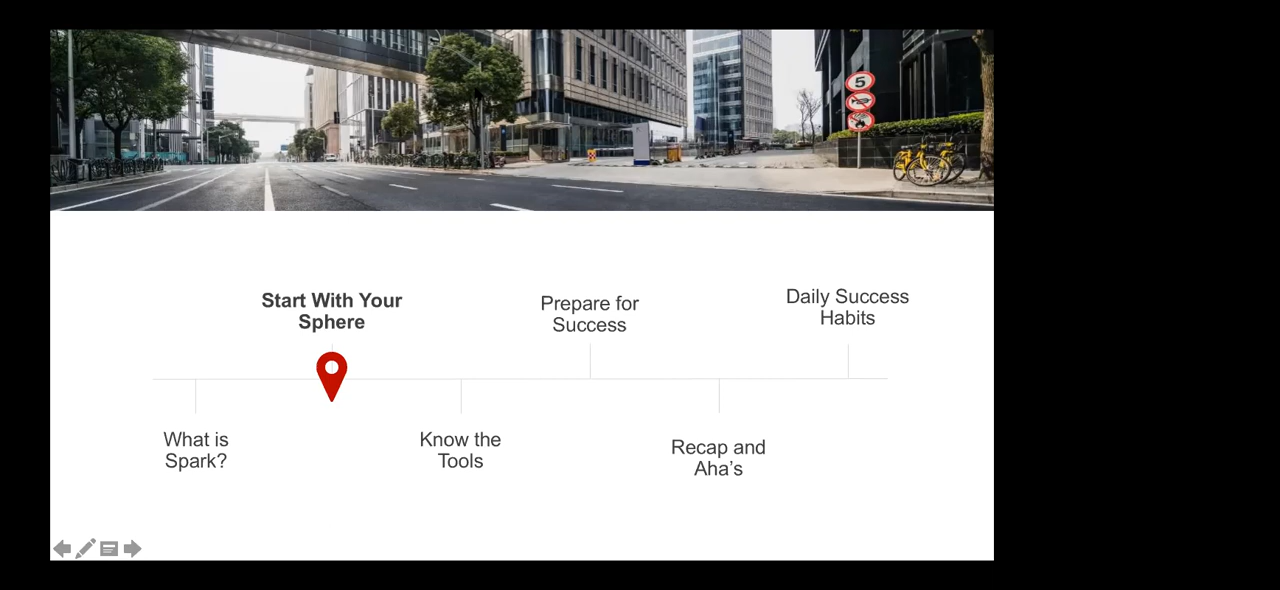 5
Start With Your
Sphere
Prepare for
Success
Daily Success
Habits
What is
Spark?
Know the
Tools
Recap and
Aha’s